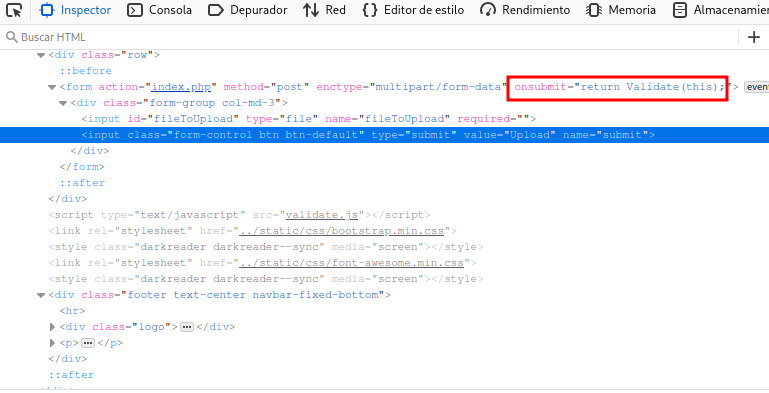 Inspector Consola Depurador Red Editor de estilo Rendimiento Memoria Almacenamien
Buscar HTML
<div class="row">
::before
<form action="index.php" method="post" enctype="multipart/form-data" onsubmit="return Validate(this);"> even
<div class="form-group col-md-3">
<input id="fileToUpload" type="file" name="fileToUpload" required="">
<input class="form-control btn btn-default" type="submit" value="Upload" name="submit">
</div>
</form>
::after
</div>
<script type="text/javascript" src="validate.js"></script>
<link rel="stylesheet" href="../static/css/bootstrap.min.css">
<style class="darkreader darkreader--sync" media="screen"></style>
<link rel="stylesheet" href="../static/css/font-awesome.min.css">
<style class="darkreader darkreader--sync" media="screen"></style>
<div class="footer text-center navbar-fixed-bottom">
<hr>
<div class="logo"> ••• </div>
<p> ••• </p>
</div>
::after